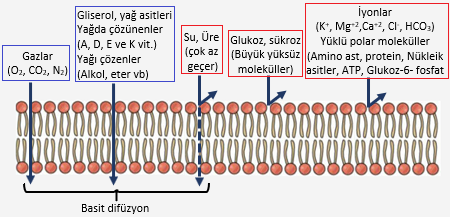 Gazlar
(O₂, CO₂, N₂)
Gliserol, yağ asitleri
Yağda çözünenler
(A, D, E ve K vit.)
Yağı çözenler
(Alkol, eter vb)
Su, Üre
(çok az
geçer)
Glukoz, sükroz
(Büyük yüksüz
moleküller)
İyonlar
(K⁺, Mg⁺²,Ca⁺², Cl⁻, HCO3)
Yüklü polar moleküller
(Amino ast, protein, Nükleik
asitler, ATP, Glukoz-6- fosfat
Basit difüzyon